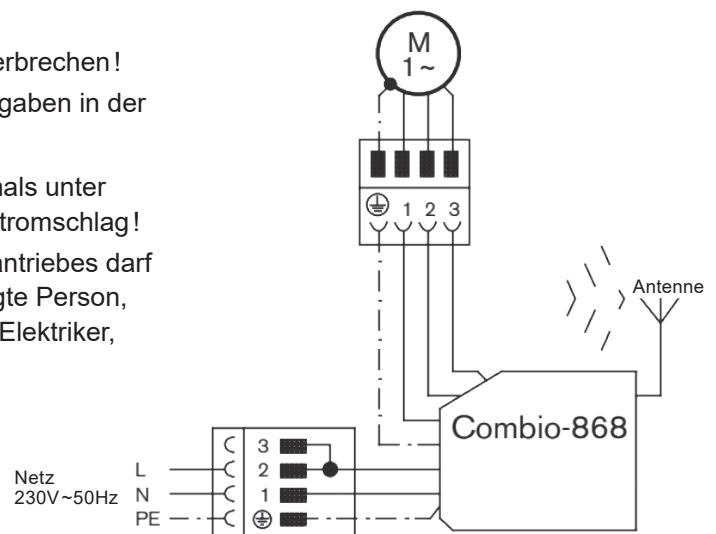 erbrechen!
gaben in der
nals unter
tromschlag!
antriebes darf
gte Person,
Elektriker,
M
1~
1 2 3
Antenne
Combio-868
3
2
1
Netz
230V~50Hz
L
N
PE